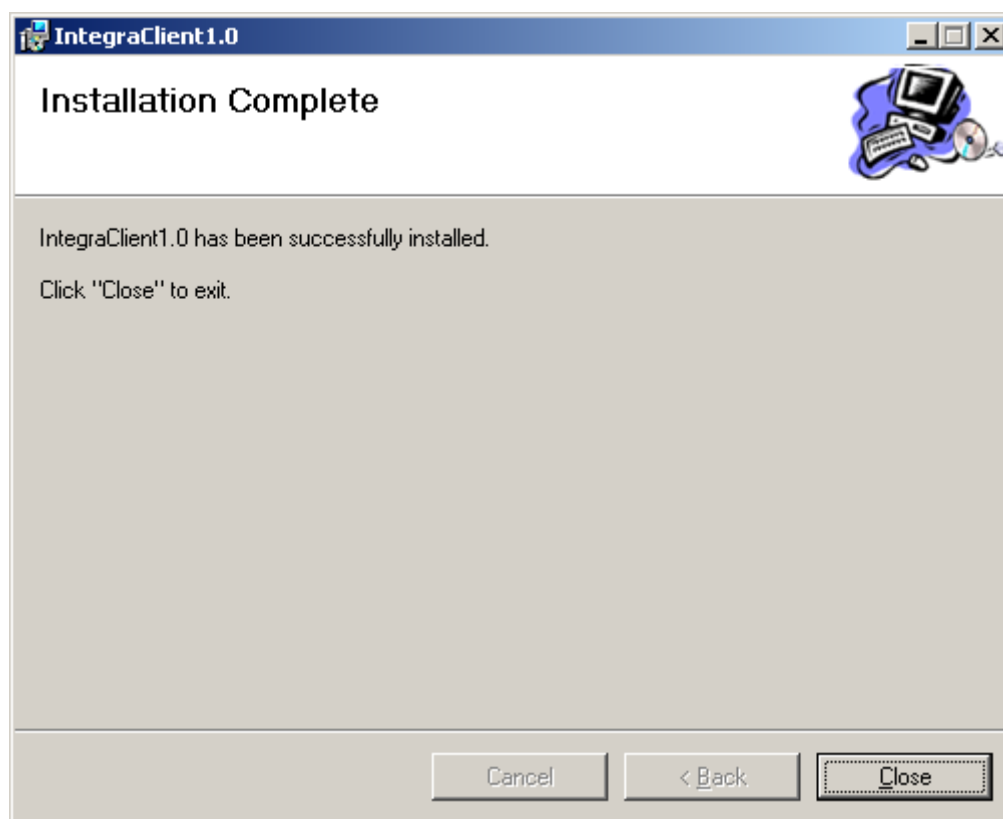 IntegraClient1.0
Installation Complete
IntegraClient1.0 has been successfully installed.
Click "Close" to exit.
Cancel
< Back
Close